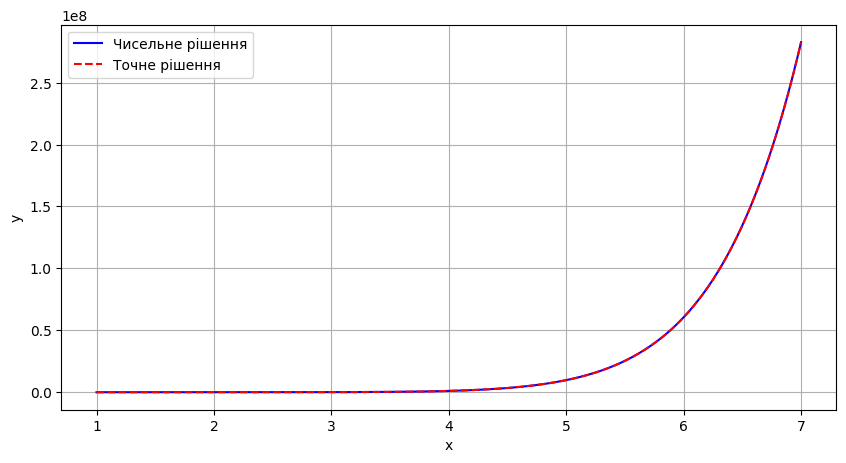 1e8
Чисельне рішення
Точне рішення
2.5
2.0
1.5
1.0
0.5
0.0
y
1 2 3 4 5 6 7
x